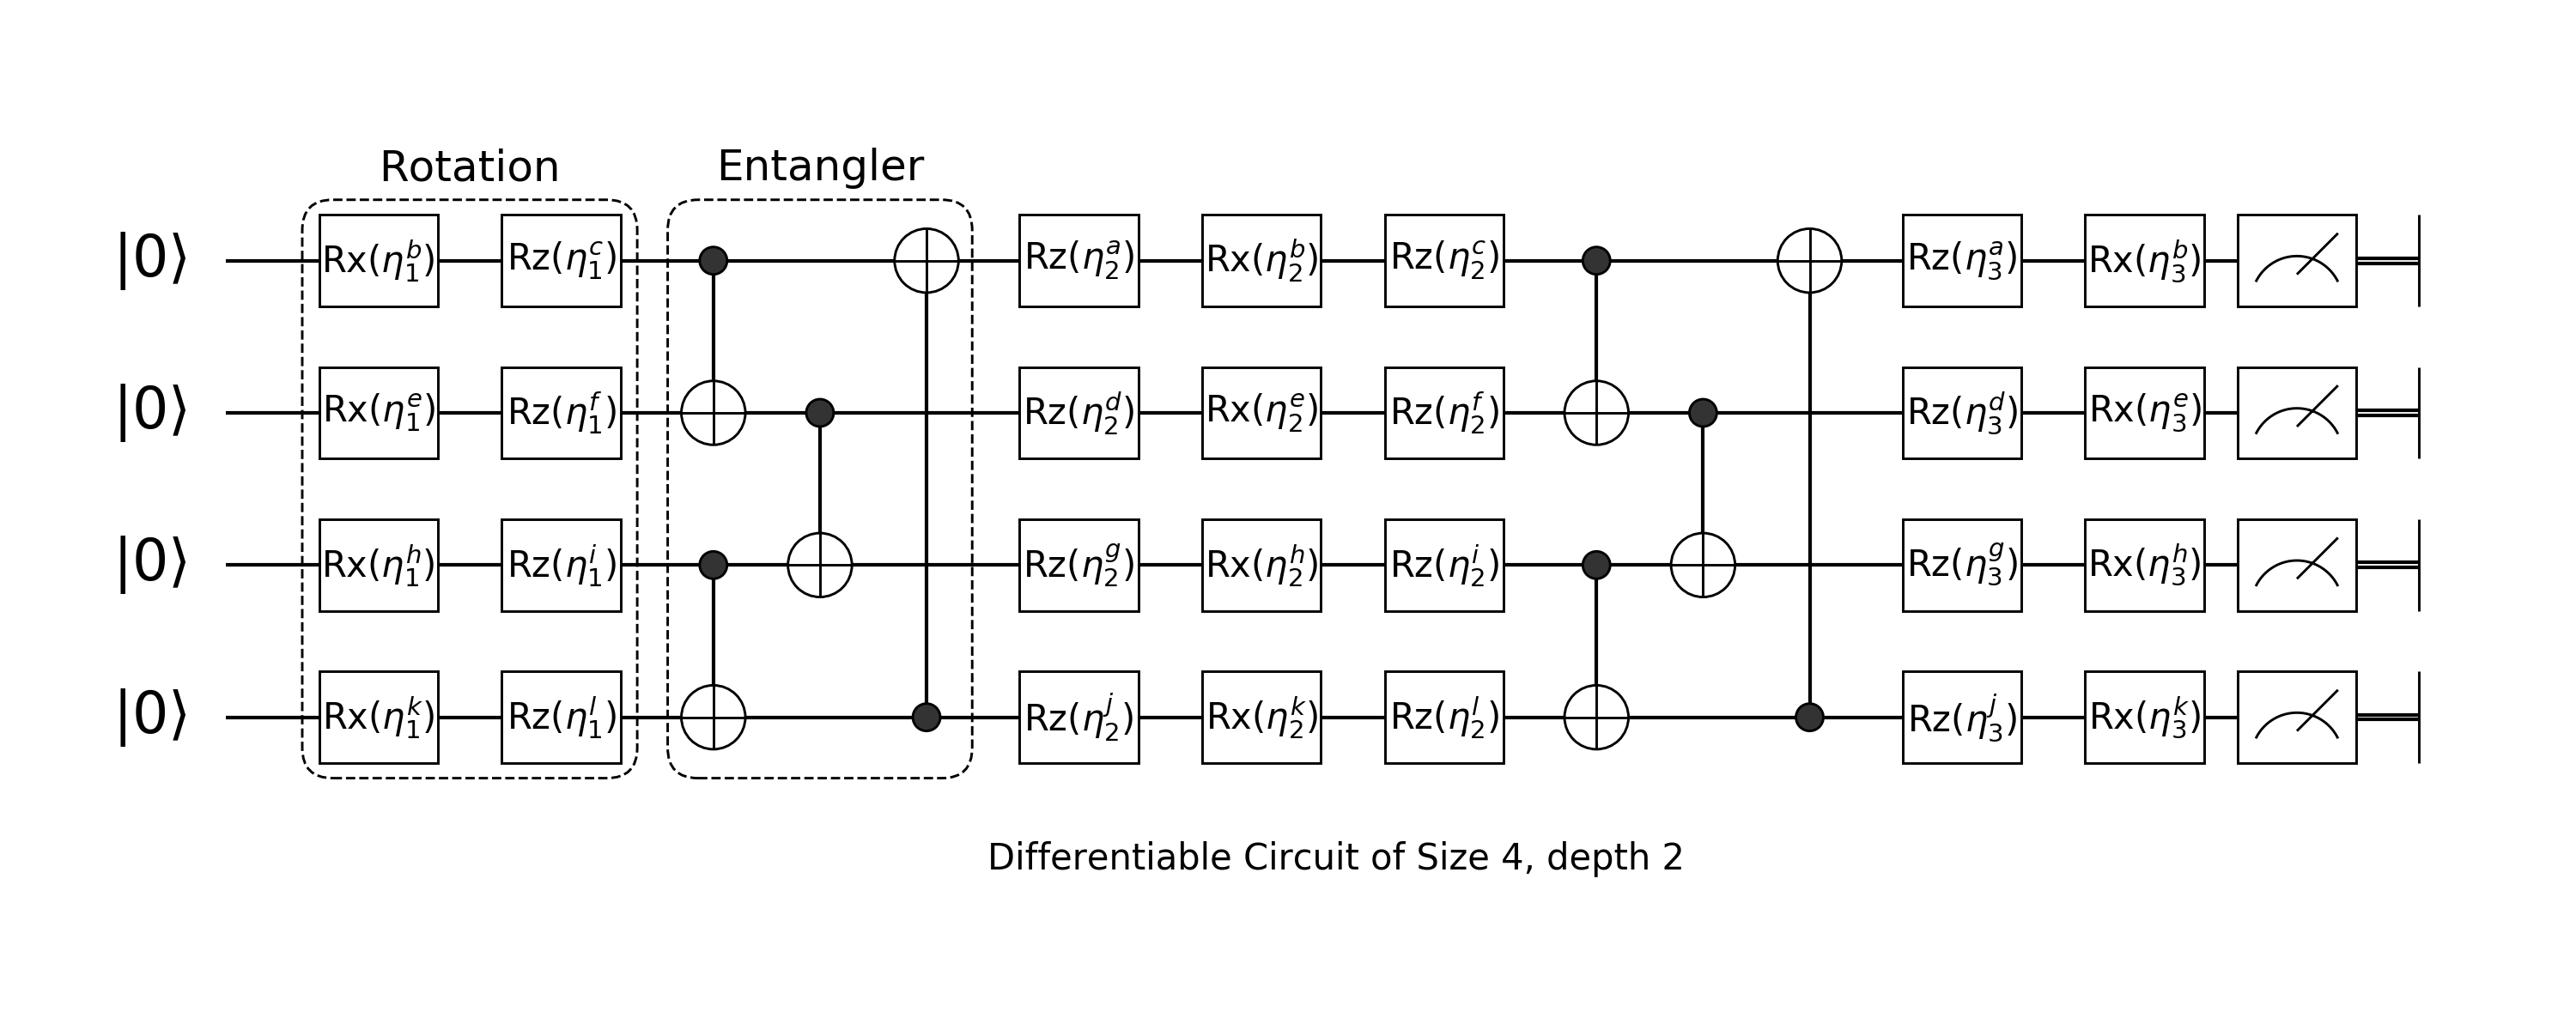 Rotation Entangler
|0⟩ Rx(η₁ᵇ) Rz(η₁ᶜ) Rz(η₂ᵃ) Rx(η₂ᵇ) Rz(η₂ᶜ) Rz(η₃ᵃ) Rx(η₃ᵇ)
|0⟩ Rx(η₁ᵉ) Rz(η₁ᶠ) Rz(η₂ᵈ) Rx(η₂ᵉ) Rz(η₂ᶠ) Rz(η₃ᵈ) Rx(η₃ᵉ)
|0⟩ Rx(η₁ʰ) Rz(η₁ⁱ) Rz(η₂ᵍ) Rx(η₂ʰ) Rz(η₂ⁱ) Rz(η₃ᵍ) Rx(η₃ʰ)
|0⟩ Rx(η₁ᵏ) Rz(η₁ˡ) Rz(η₂ʲ) Rx(η₂ᵏ) Rz(η₂ˡ) Rz(η₃ʲ) Rx(η₃ᵏ)
Differentiable Circuit of Size 4, depth 2